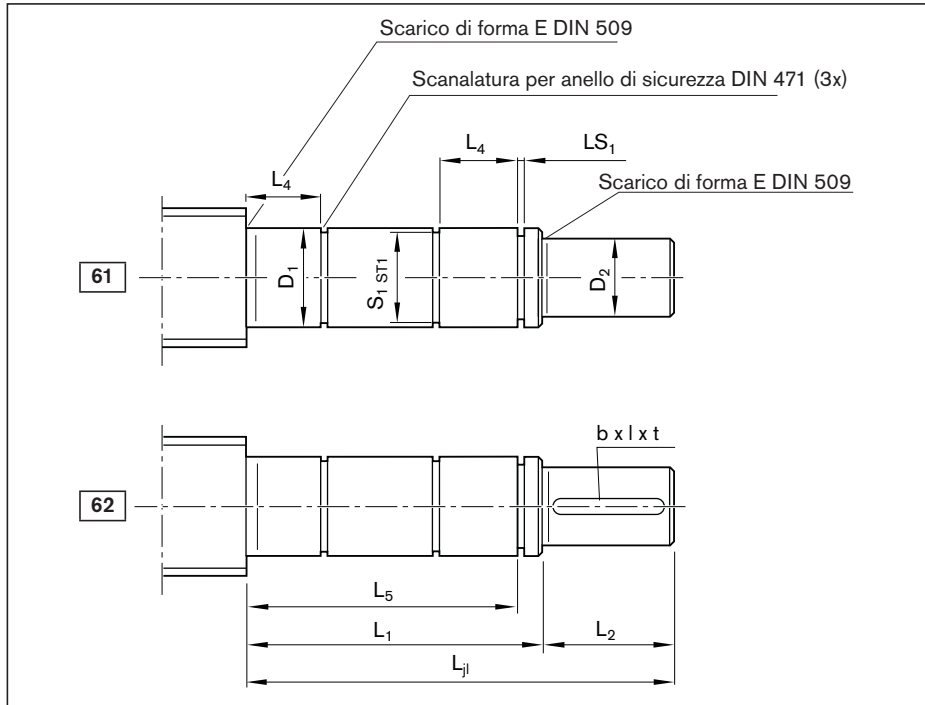 Scarico di forma E DIN 509
Scanalatura per anello di sicurezza DIN 471 (3x)
L₄
LS₁
L₄
Scarico di forma E DIN 509
61
D₁
S₁ ST1
D₂
b x l x t
62
L₅
L₁
L₂
Lⱼₗ